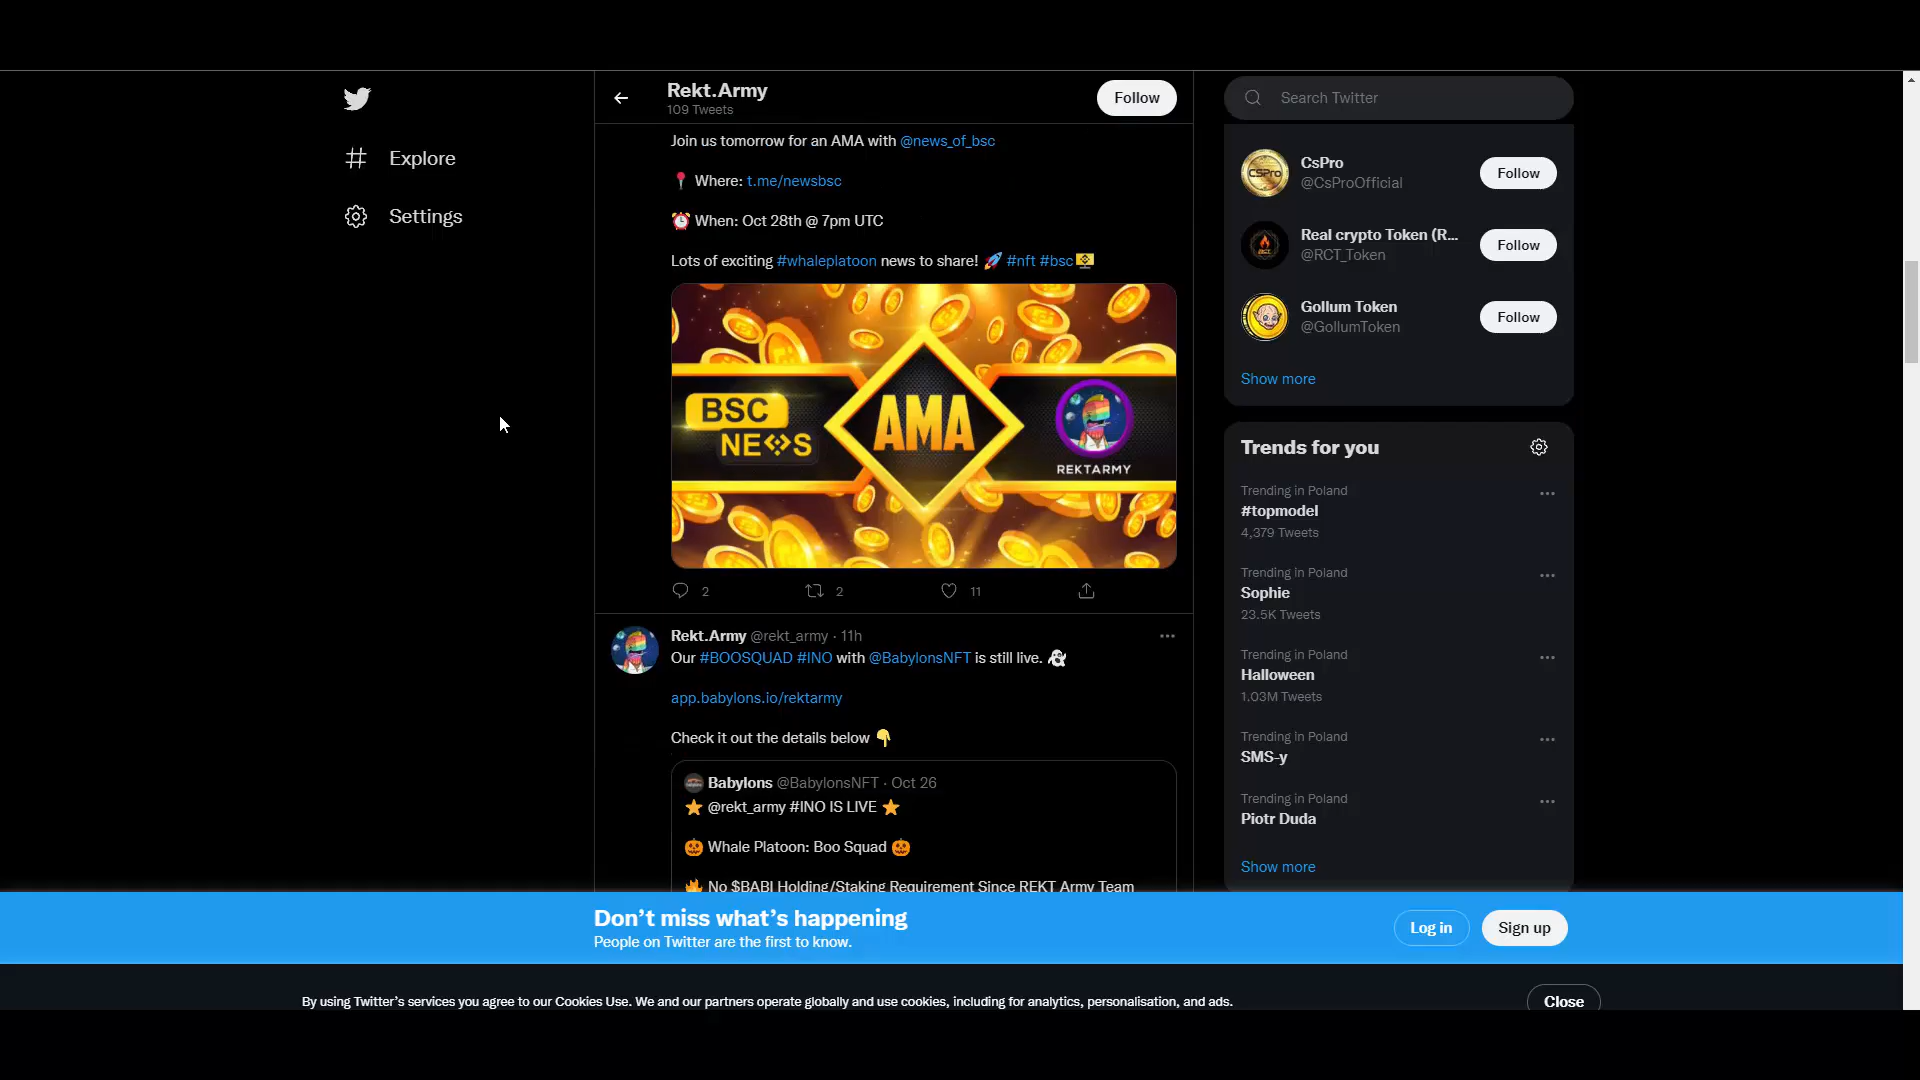 Explore
Settings
Rekt.Army
109 Tweets
Follow
Join us tomorrow for an AMA with @news_of_bsc
📍 Where: t.me/newsbsc
⏰ When: Oct 28th @ 7pm UTC
Lots of exciting #whaleplatoon news to share! 🚀 #nft #bsc
BSC
NEWS
AMA
REKTARMY
2
2
11
Rekt.Army @rekt_army · 11h
Our #BOOSQUAD #INO with @BabylonsNFT is still live. 👻
app.babylons.io/rektarmy
Check it out the details below 👇
Babylons @BabylonsNFT · Oct 26
⭐ @rekt_army #INO IS LIVE ⭐
🎃 Whale Platoon: Boo Squad 🎃
🔥 No $BABI Holding/Staking Requirement Since REKT Army Team
Search Twitter
CSPro
CsPro
@CsProOfficial
Follow
RCT
Real crypto Token (R...
@RCT_Token
Follow
Gollum Token
@GollumToken
Follow
Show more
Trends for you
Trending in Poland
#topmodel
4,379 Tweets
Trending in Poland
Sophie
23.5K Tweets
Trending in Poland
Halloween
1.03M Tweets
Trending in Poland
SMS-y
Trending in Poland
Piotr Duda
Show more
Don't miss what's happening
People on Twitter are the first to know.
Log in
Sign up
By using Twitter's services you agree to our Cookies Use. We and our partners operate globally and use cookies, including for analytics, personalisation, and ads.
Close